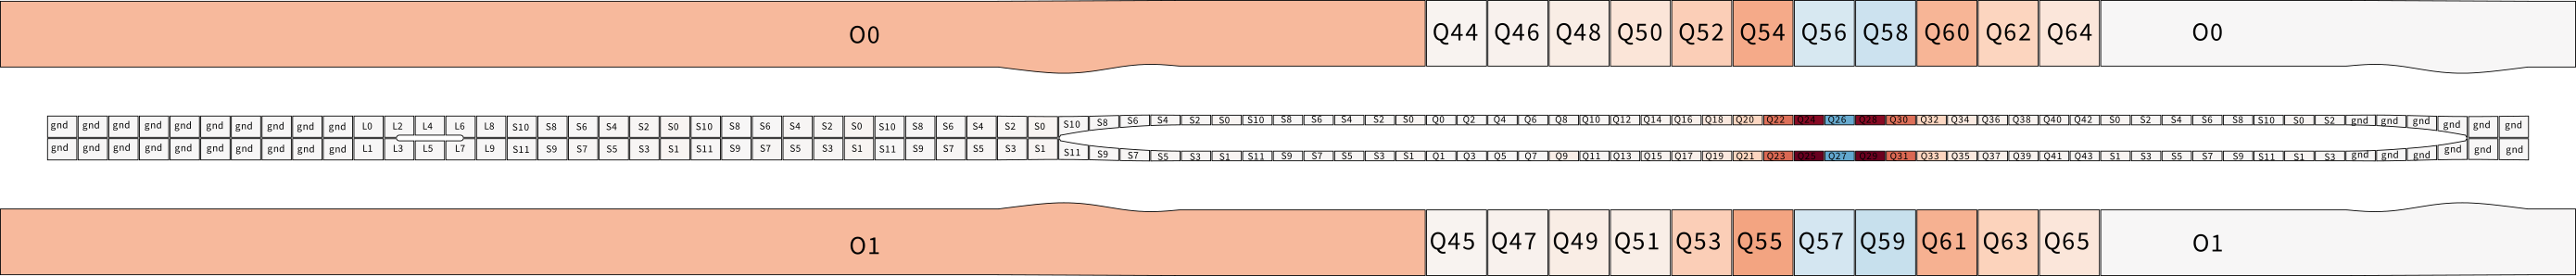 O0 Q44 Q46 Q48 Q50 Q52 Q54 Q56 Q58 Q60 Q62 Q64 O0
gnd gnd gnd gnd gnd gnd gnd gnd gnd gnd L0 L2 L4 L6 L8 S10 S8 S6 S4 S2 S0 S10 S8 S6 S4 S2 S0 S10 S8 S6 S4 S2 S0 S10 S8 S6 S4 S2 S0 S10 S8 S6 S4 S2 S0 Q0 Q2 Q4 Q6 Q8 Q10 Q12 Q14 Q16 Q18 Q20 Q22 Q24 Q26 Q28 Q30 Q32 Q34 Q36 Q38 Q40 Q42 S0 S2 S4 S6 S8 S10 S0 S2 gnd gnd gnd gnd gnd gnd
gnd gnd gnd gnd gnd gnd gnd gnd gnd gnd L1 L3 L5 L7 L9 S11 S9 S7 S5 S3 S1 S11 S9 S7 S5 S3 S1 S11 S9 S7 S5 S3 S1 S11 S9 S7 S5 S3 S1 S11 S9 S7 S5 S3 S1 Q1 Q3 Q5 Q7 Q9 Q11 Q13 Q15 Q17 Q19 Q21 Q23 Q25 Q27 Q29 Q31 Q33 Q35 Q37 Q39 Q41 Q43 S1 S3 S5 S7 S9 S11 S1 S3 gnd gnd gnd gnd gnd gnd
O1 Q45 Q47 Q49 Q51 Q53 Q55 Q57 Q59 Q61 Q63 Q65 O1